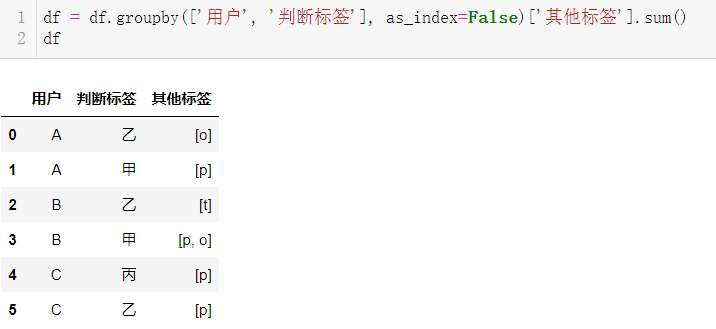 1 df = df.groupby(['用户', '判断标签'], as_index=False)['其他标签'].sum()
2 df
用户 判断标签 其他标签
0 A 乙 [o]
1 A 甲 [p]
2 B 乙 [t]
3 B 甲 [p, o]
4 C 丙 [p]
5 C 乙 [p]